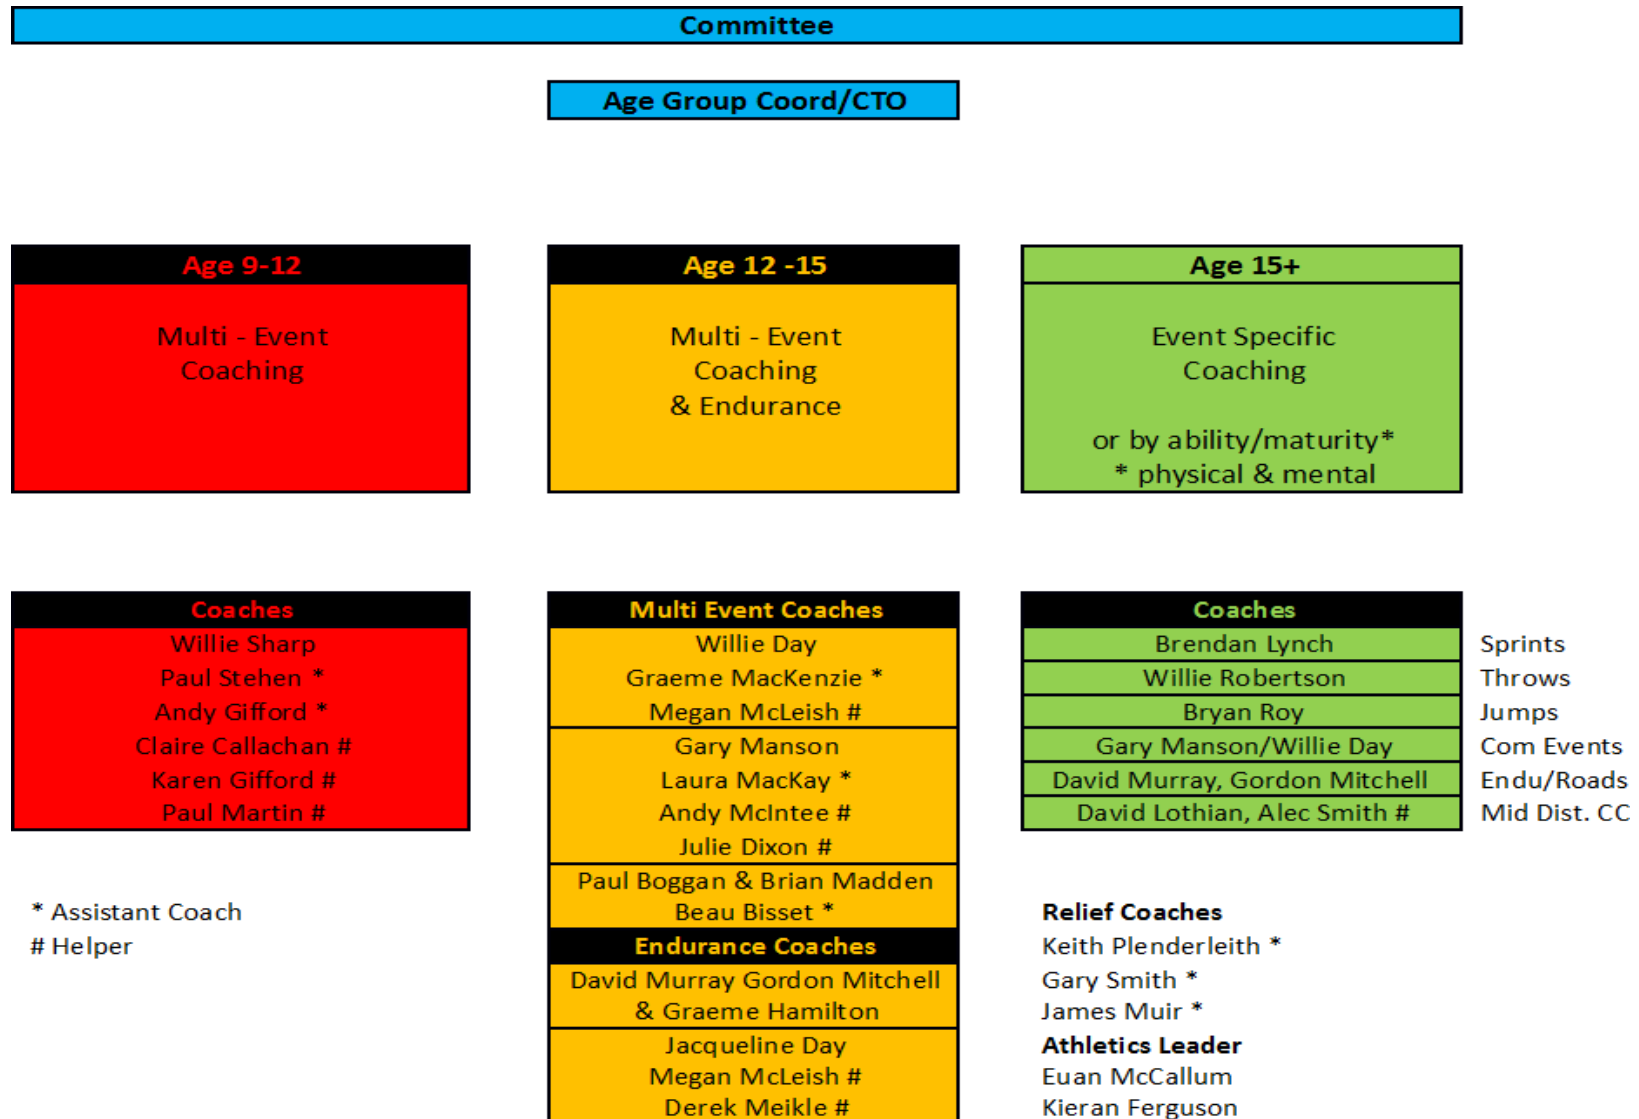 Committee
Age Group Coord/CTO
Age 9-12
Multi - Event
Coaching
Age 12 -15
Multi - Event
Coaching
& Endurance
Age 15+
Event Specific
Coaching
or by ability/maturity*
* physical & mental
Coaches
Willie Sharp
Paul Stehen *
Andy Gifford *
Claire Callachan #
Karen Gifford #
Paul Martin #
* Assistant Coach
# Helper
Multi Event Coaches
Willie Day
Graeme MacKenzie *
Megan McLeish #
Gary Manson
Laura MacKay *
Andy McIntee #
Julie Dixon #
Paul Boggan & Brian Madden
Beau Bisset *
Endurance Coaches
David Murray Gordon Mitchell
& Graeme Hamilton
Jacqueline Day
Megan McLeish #
Derek Meikle #
Coaches
Brendan Lynch Sprints
Willie Robertson Throws
Bryan Roy Jumps
Gary Manson/Willie Day Com Events
David Murray, Gordon Mitchell Endu/Roads
David Lothian, Alec Smith # Mid Dist. CC
Relief Coaches
Keith Plenderleith *
Gary Smith *
James Muir *
Athletics Leader
Euan McCallum
Kieran Ferguson